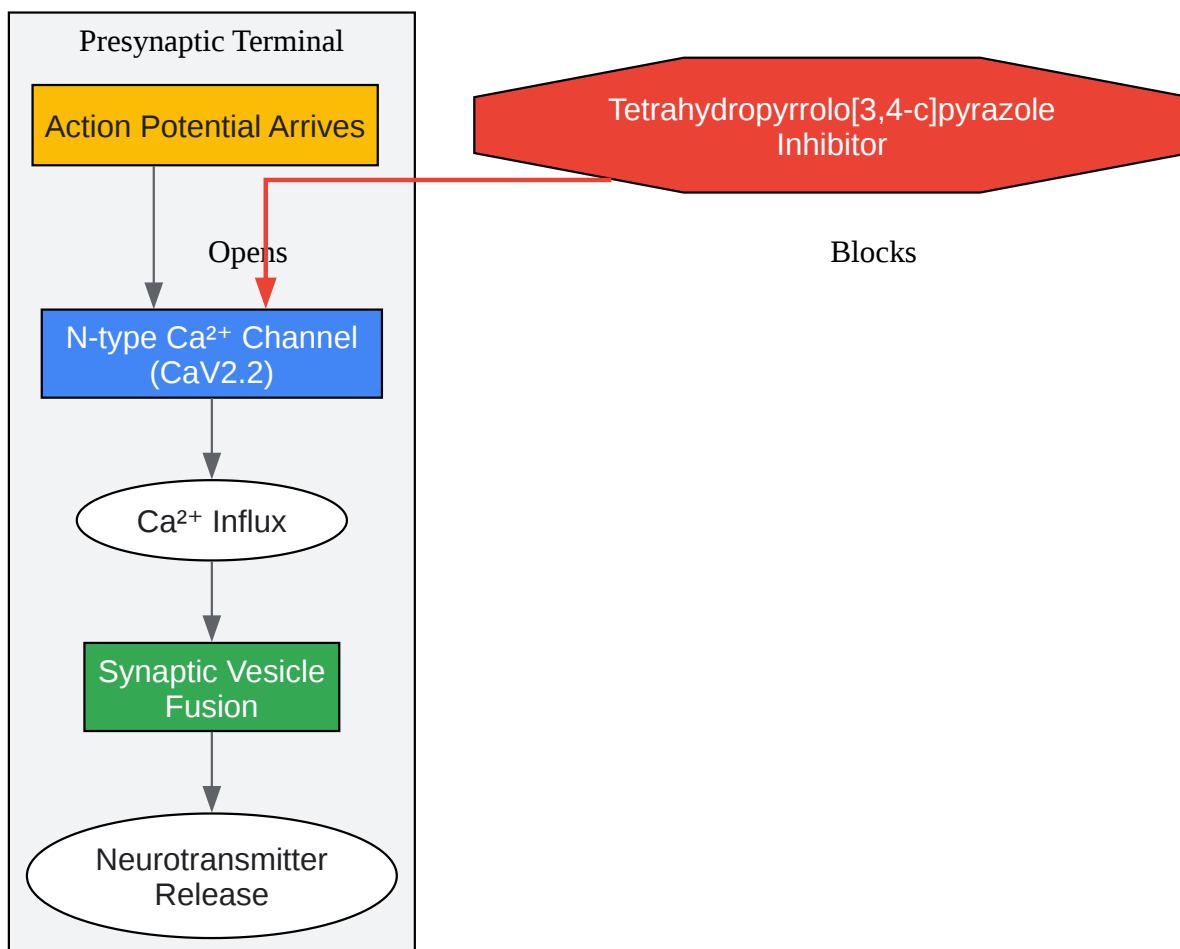 Presynaptic Terminal
Action Potential Arrives
Tetrahydropyrrolo[3,4-c]pyrazole
Inhibitor
Opens
Blocks
N-type Ca²⁺ Channel
(CaV2.2)
Ca²⁺ Influx
Synaptic Vesicle
Fusion
Neurotransmitter
Release